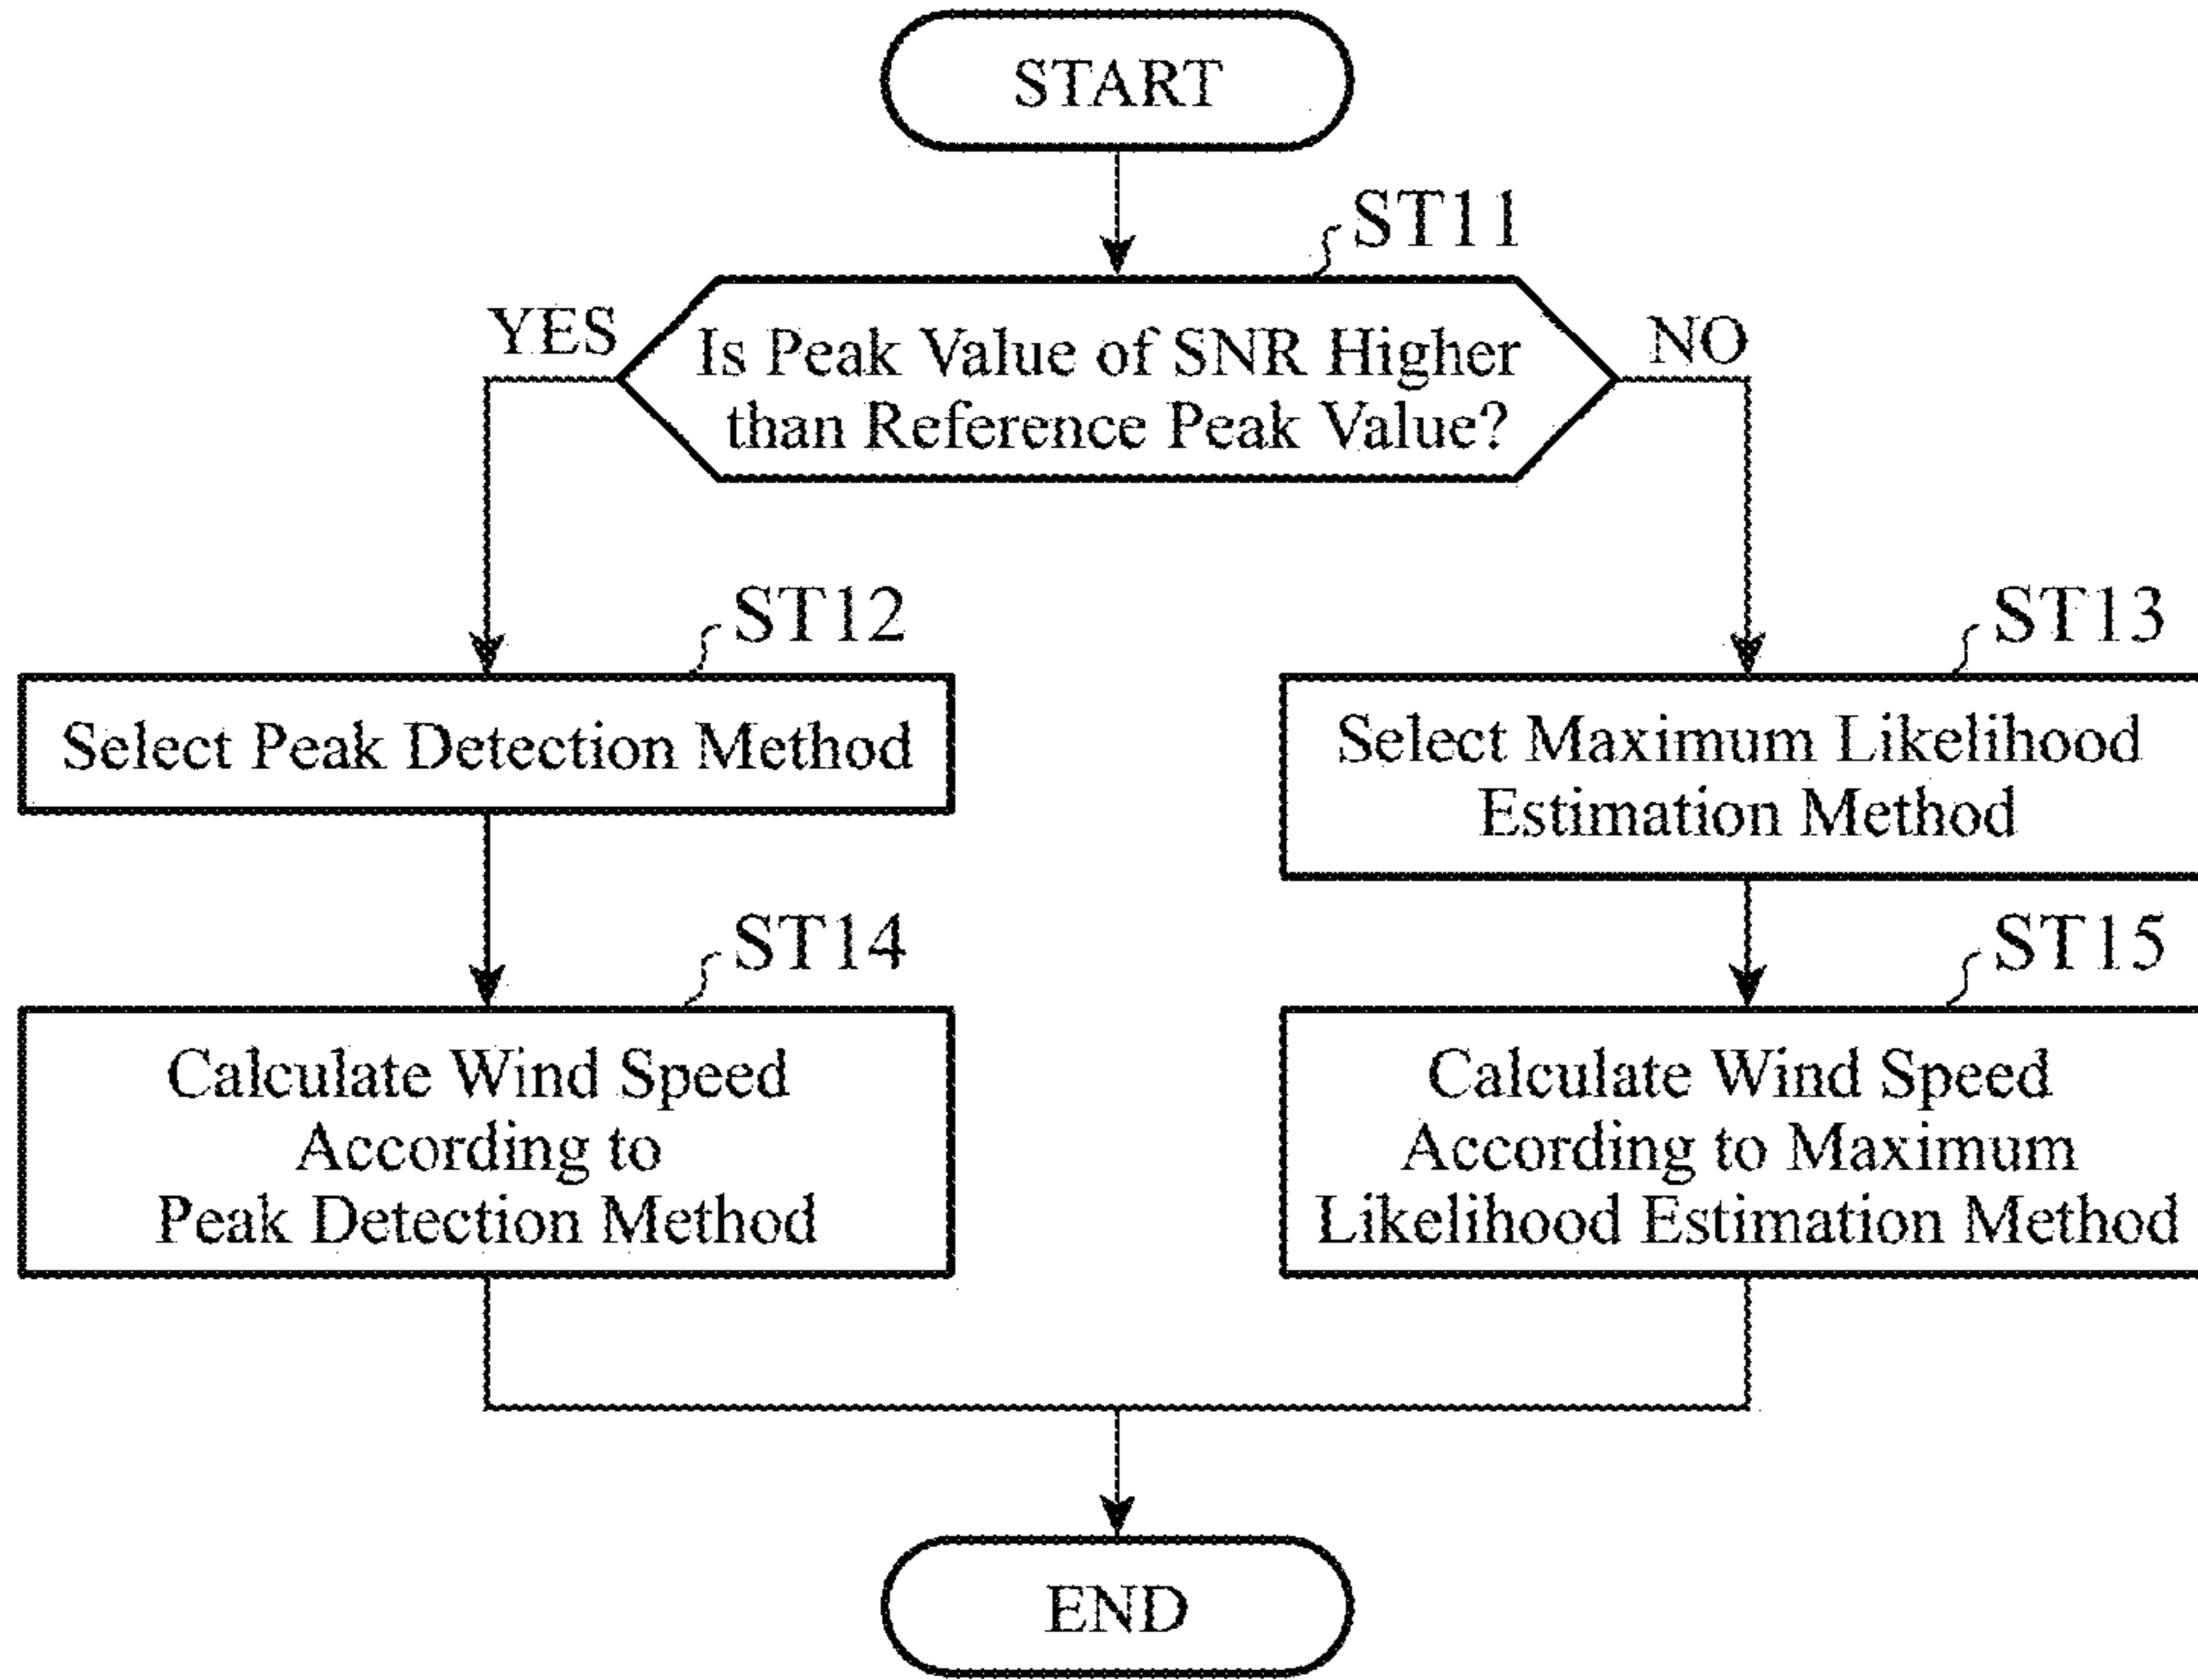 START
ST11
YES
Is Peak Value of SNR Higher
than Reference Peak Value?
NO
ST12
Select Peak Detection Method
ST13
Select Maximum Likelihood
Estimation Method
ST14
Calculate Wind Speed
According to
Peak Detection Method
ST15
Calculate Wind Speed
According to Maximum
Likelihood Estimation Method
END